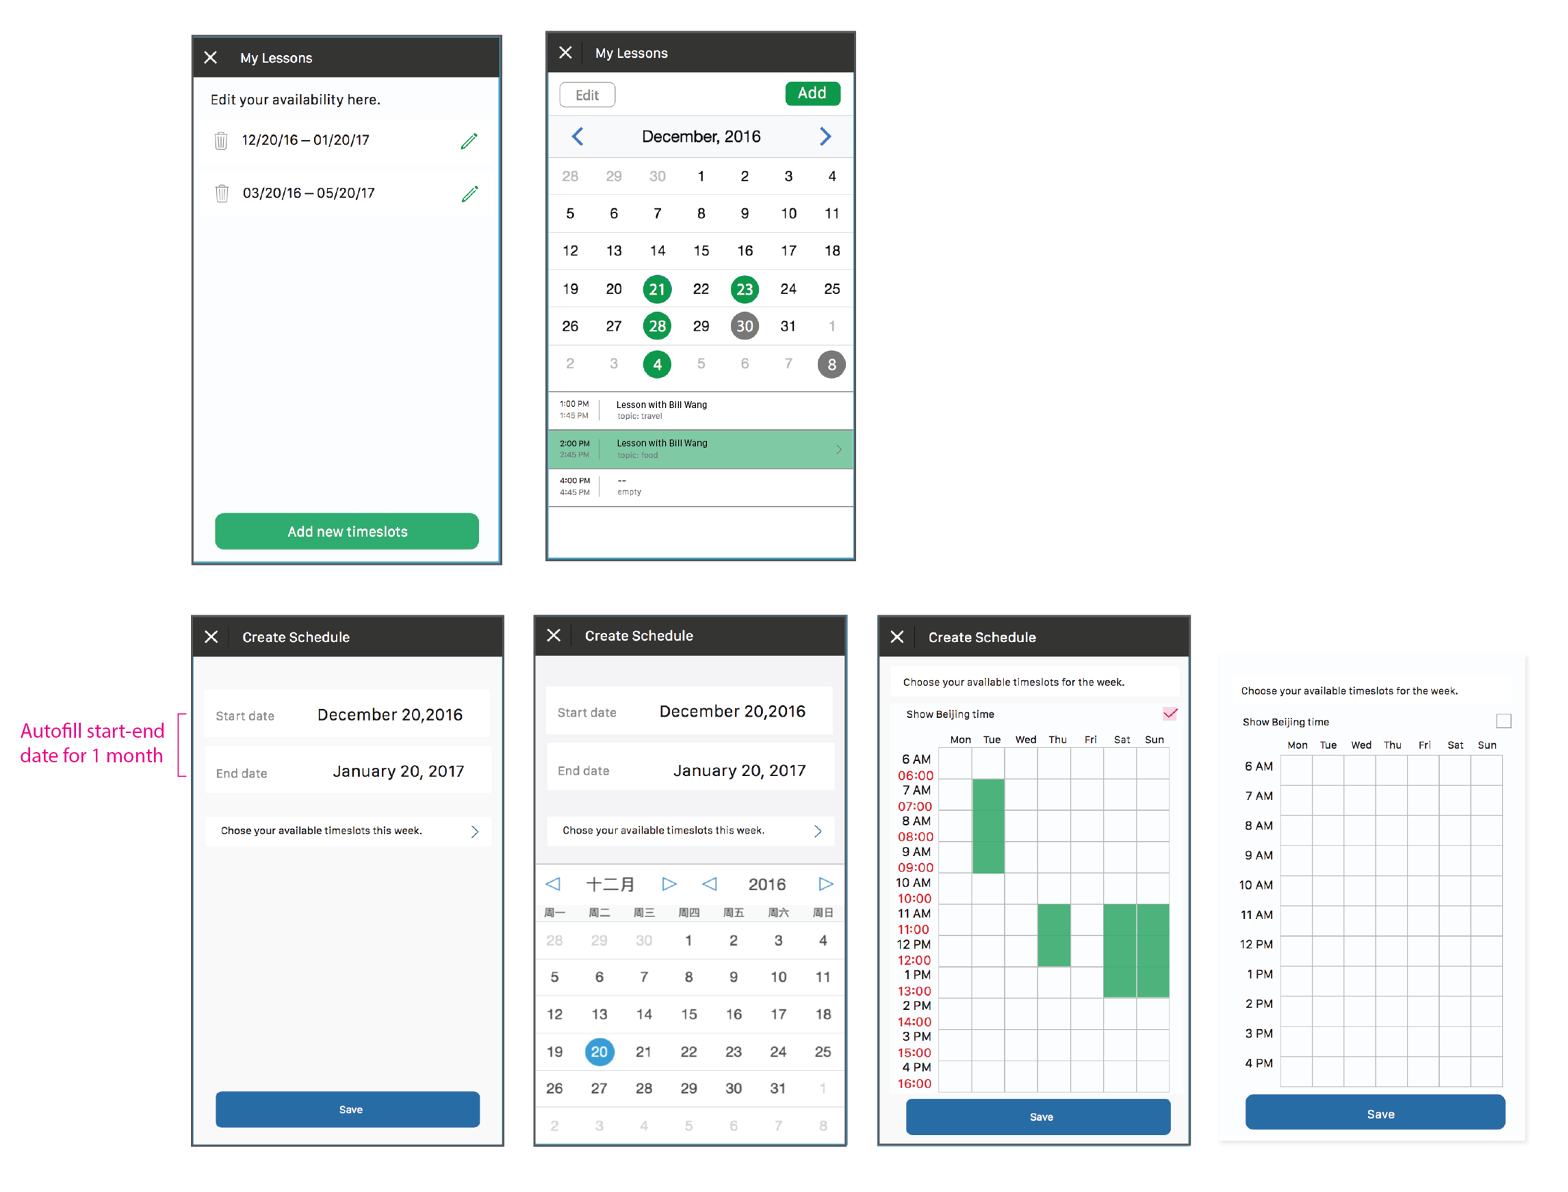 My Lessons
Edit your availability here.
12/20/16 – 01/20/17
03/20/16 – 05/20/17
Add new timeslots
My Lessons
Edit
Add
December, 2016
28 29 30 1 2 3 4
5 6 7 8 9 10 11
12 13 14 15 16 17 18
19 20 21 22 23 24 25
26 27 28 29 30 31 1
2 3 4 5 6 7 8
1:00 PM Lesson with Bill Wang
1:45 PM topic: travel
2:00 PM Lesson with Bill Wang
2:45 PM topic: food
4:00 PM --
4:45 PM empty
Autofill start-end
date for 1 month
Create Schedule
Start date December 20,2016
End date January 20, 2017
Chose your available timeslots this week.
Save
Create Schedule
Start date December 20,2016
End date January 20, 2017
Chose your available timeslots this week.
十二月 2016
周一 周二 周三 周四 周五 周六 周日
28 29 30 1 2 3 4
5 6 7 8 9 10 11
12 13 14 15 16 17 18
19 20 21 22 23 24 25
26 27 28 29 30 31 1
2 3 4 5 6 7 8
Create Schedule
Choose your available timeslots for the week.
Show Beijing time
Mon Tue Wed Thu Fri Sat Sun
6 AM
06:00
7 AM
07:00
8 AM
08:00
9 AM
09:00
10 AM
10:00
11 AM
11:00
12 PM
12:00
1 PM
13:00
2 PM
14:00
3 PM
15:00
4 PM
16:00
Save
Choose your available timeslots for the week.
Show Beijing time
Mon Tue Wed Thu Fri Sat Sun
6 AM
7 AM
8 AM
9 AM
10 AM
11 AM
12 PM
1 PM
2 PM
3 PM
4 PM
Save